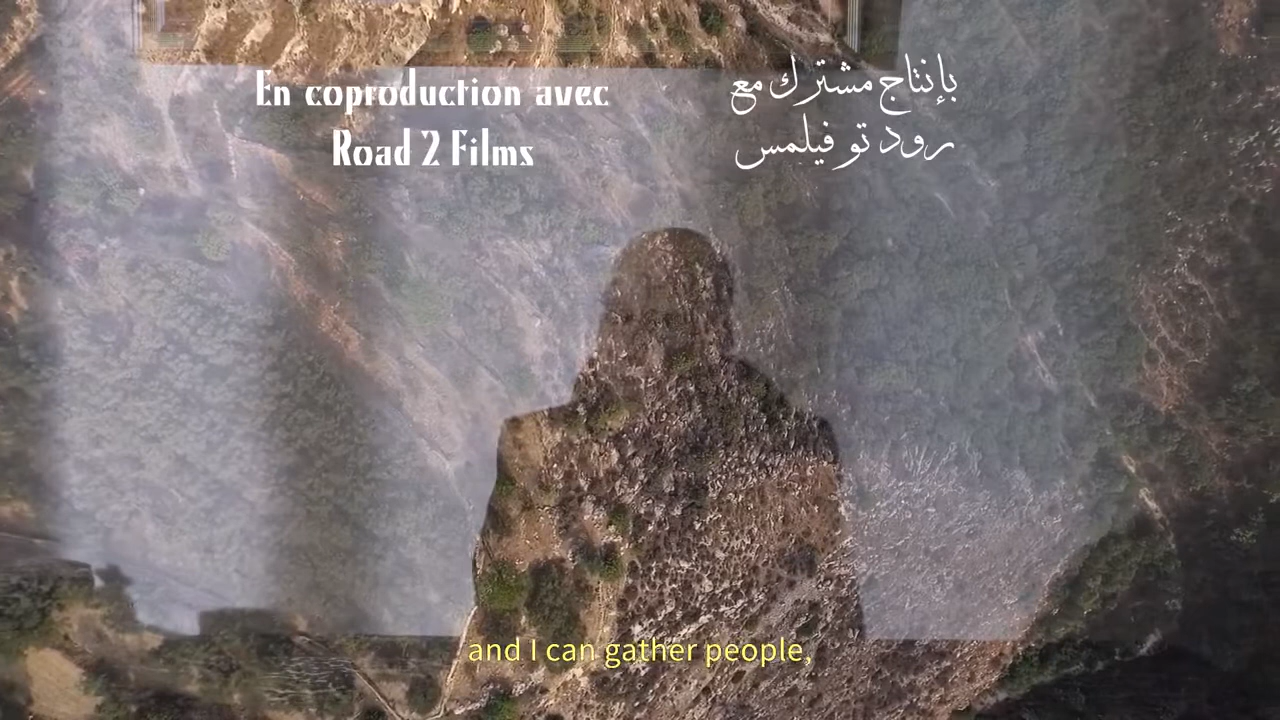 En coproduction avec
Road 2 Films
بإنتاج مشترك مع
رود تو فيلمس
and I can gather people,